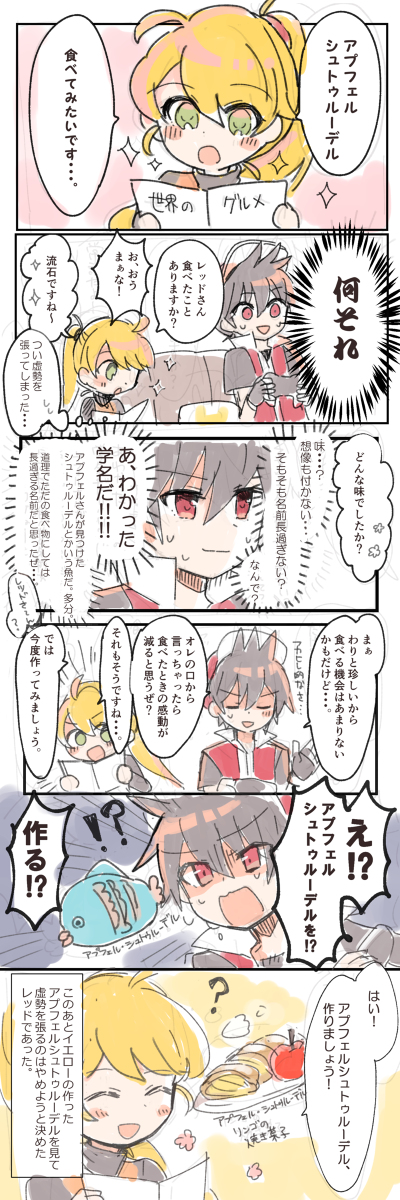 アプフェル
シュトゥルーデル
食べてみたいです・・・。
世界の
グルメ
何それ
レッドさん
食べたこと
ありますか?
お、おう
まぁな!
流石ですね〜
つい虚勢を
張ってしまった・・・
どんな味でしたか?
味・・・?
想像も付かない・・・
そもそも名前長過ぎない?
なんで?
あ、わかった
学名だ!!!
アプフェルさんが見つけた
シュトゥルーデルとかいう魚だ。多分。
道理でただの食べ物にしては
長過ぎる名前だと思ったぜ・・・
レッドさん・・・?
まぁ
わりと珍しいから
食べる機会はあまりない
かもだけど・・・。
オレの口から
言っちゃったら
食べたときの感動が
減ると思うぜ?
それもそうですね・・・。
では
今度作ってみましょう。
え!?
アプフェル
シュトゥルーデルを!?
!?
作る!?
アプフェル・シュトゥルーデル
はい!
アプフェルシュトゥルーデル、
作りましょう!
?
アプフェル・シュトゥルーデル
リンゴの
焼き菓子
このあとイエローの作った
アプフェルシュトゥルーデルを見て
虚勢を張るのはやめようと決めた
レッドであった。